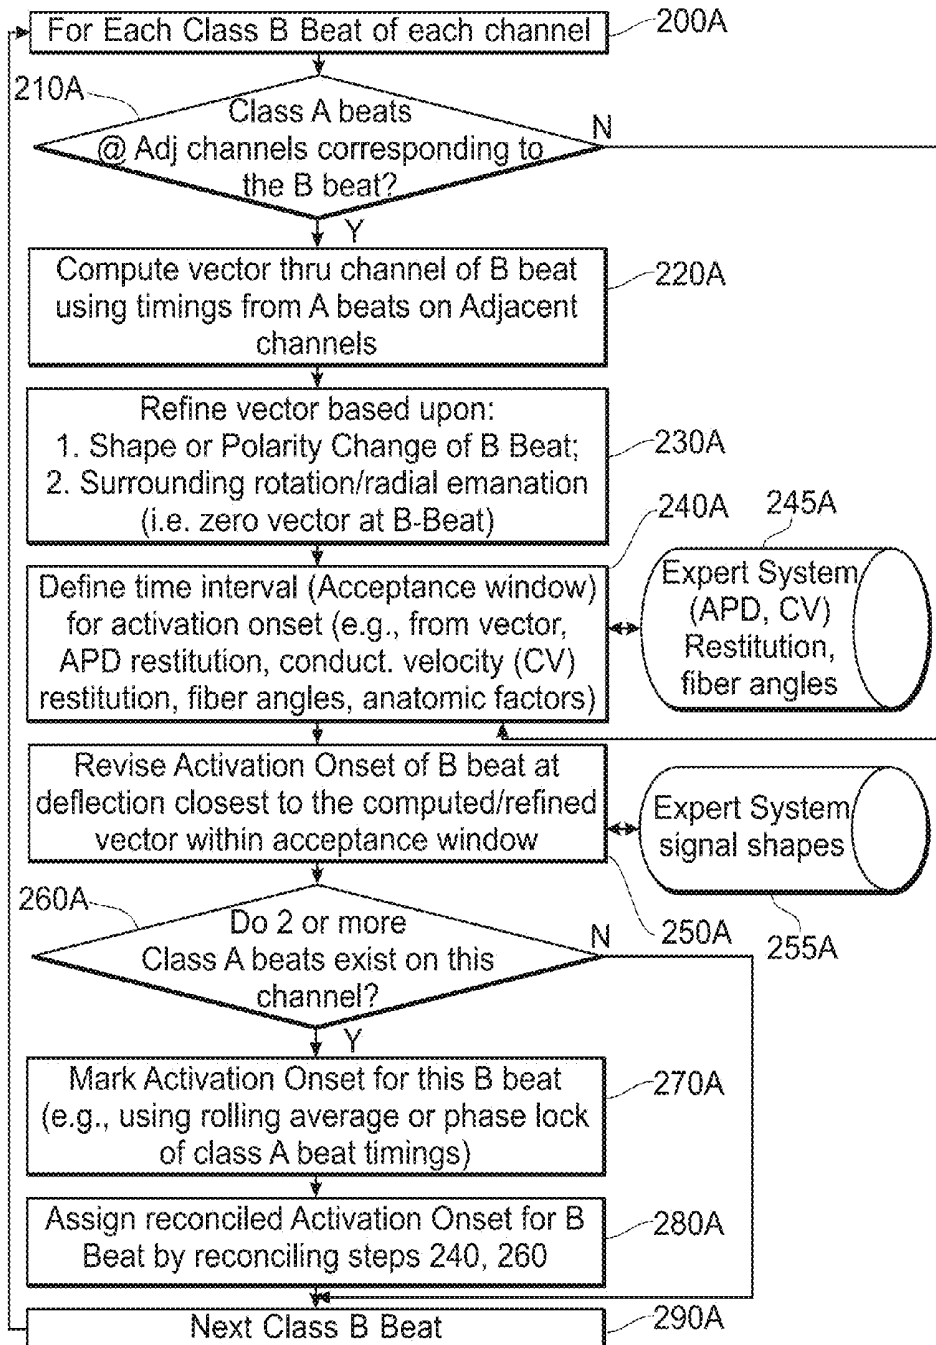 For Each Class B Beat of each channel
200A
210A
Class A beats
@ Adj channels corresponding to
the B beat?
N
Y
Compute vector thru channel of B beat
using timings from A beats on Adjacent
channels
220A
Refine vector based upon:
1. Shape or Polarity Change of B Beat;
2. Surrounding rotation/radial emanation
(i.e. zero vector at B-Beat)
230A
240A
245A
Define time interval (Acceptance window)
for activation onset (e.g., from vector,
APD restitution, conduct. velocity (CV)
restitution, fiber angles, anatomic factors)
Expert System
(APD, CV)
Restitution,
fiber angles
Revise Activation Onset of B beat at
deflection closest to the computed/refined
vector within acceptance window
Expert System
signal shapes
250A
255A
260A
Do 2 or more
Class A beats exist on this
channel?
N
Y
Mark Activation Onset for this B beat
(e.g., using rolling average or phase lock
of class A beat timings)
270A
Assign reconciled Activation Onset for B
Beat by reconciling steps 240, 260
280A
Next Class B Beat
290A